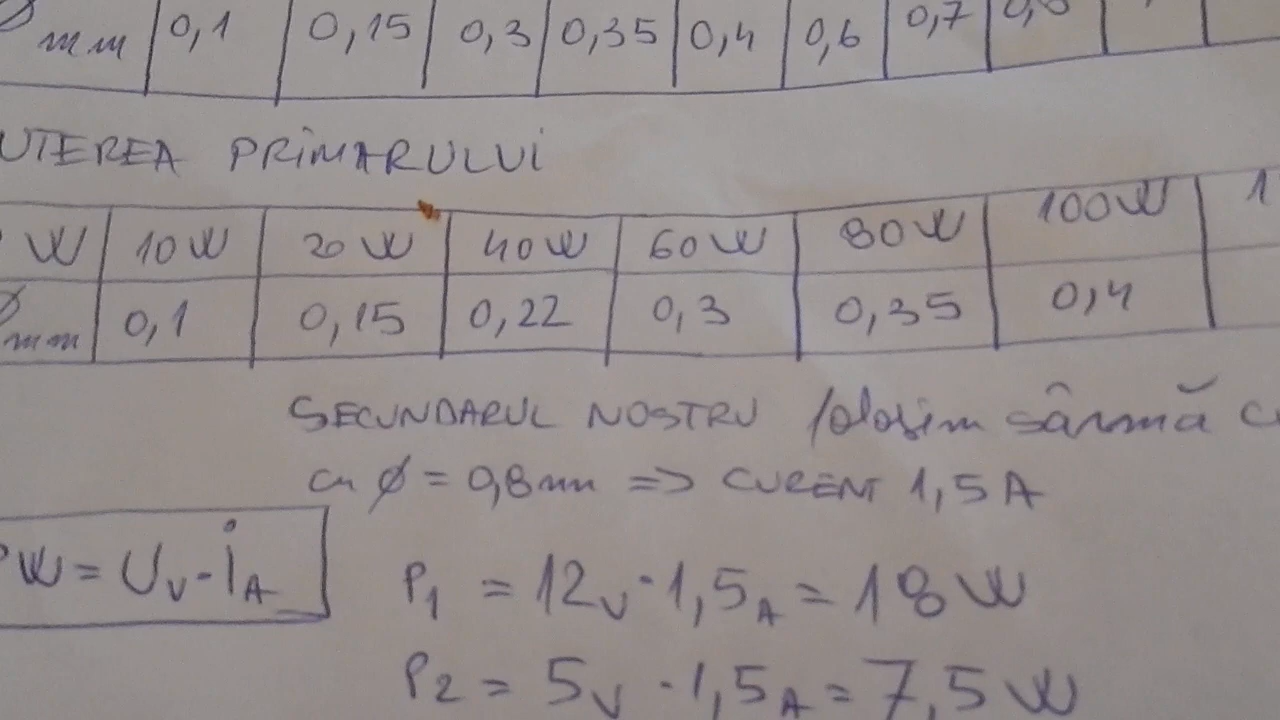 mm 0,1 0,15 0,3 0,35 0,4 0,6 0,7
UTEREA PRIMARULUI
W 10W 20W 40W 60W 80W 100W 1
Ø mm 0,1 0,15 0,22 0,3 0,35 0,4
SECUNDARUL NOSTRU folosim sârmă
cu Ø = 0,8mm => CURENT 1,5A
PW = UV · IA
P1 = 12V · 1,5A = 18W
P2 = 5V · 1,5A = 7,5W